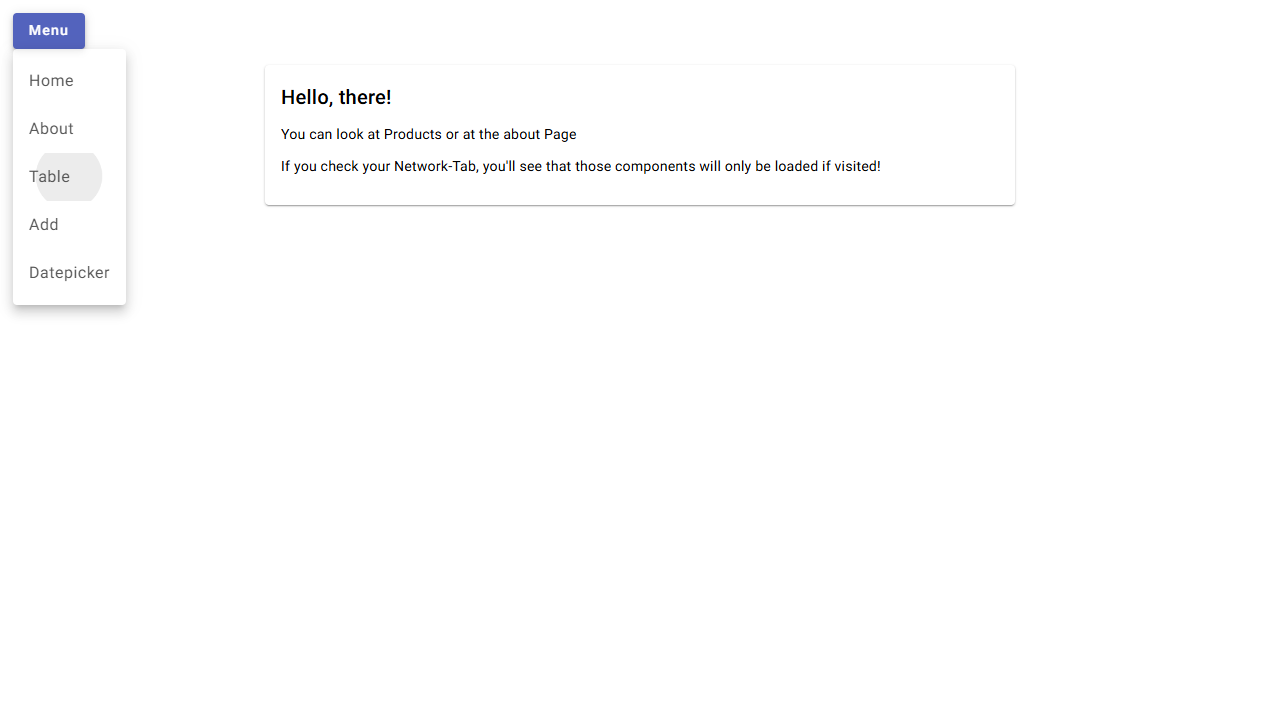 Menu
Home
About
Table
Add
Datepicker
Hello, there!
You can look at Products or at the about Page
If you check your Network-Tab, you'll see that those components will only be loaded if visited!